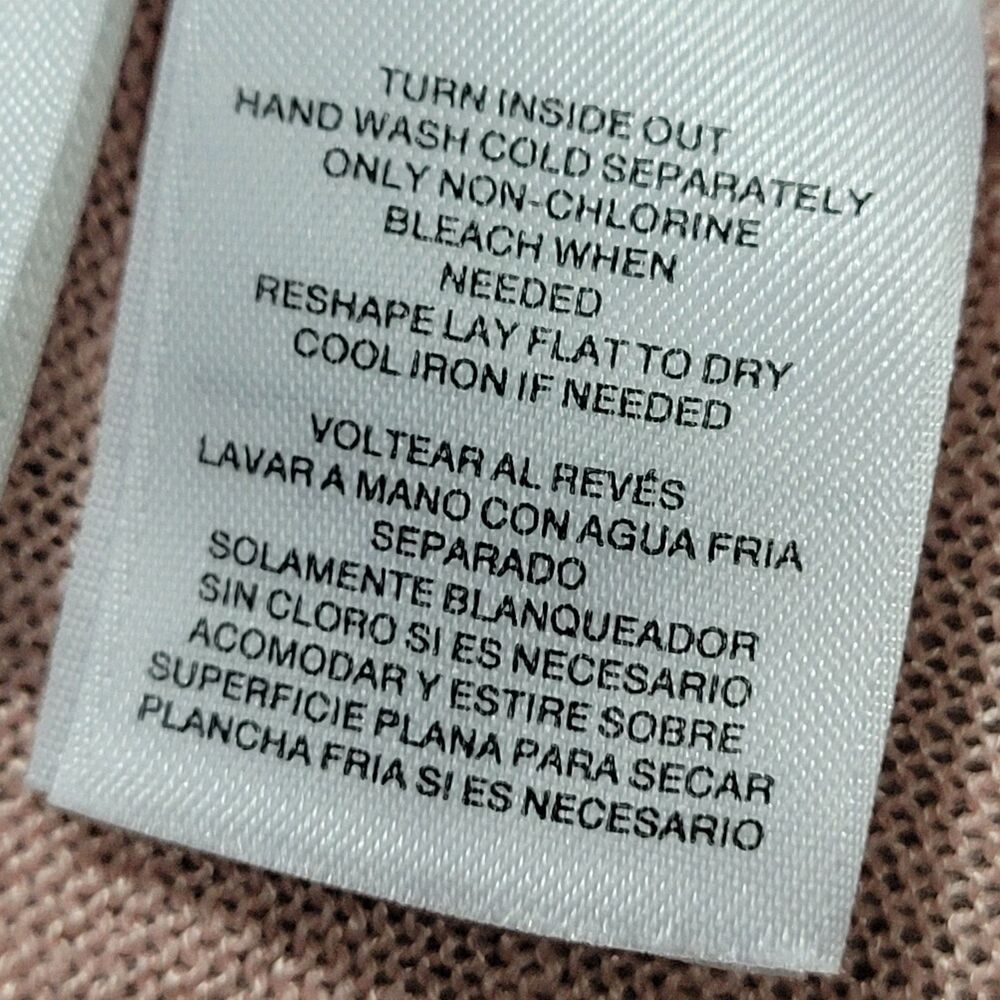 TURN INSIDE OUT
HAND WASH COLD SEPARATELY
ONLY NON-CHLORINE
BLEACH WHEN
NEEDED
RESHAPE LAY FLAT TO DRY
COOL IRON IF NEEDED
VOLTEAR AL REVÉS
LAVAR A MANO CON AGUA FRIA
SEPARADO
SOLAMENTE BLANQUEADOR
SIN CLORO SI ES NECESARIO
ACOMODAR Y ESTIRE SOBRE
SUPERFICIE PLANA PARA SECAR
PLANCHA FRIA SI ES NECESARIO